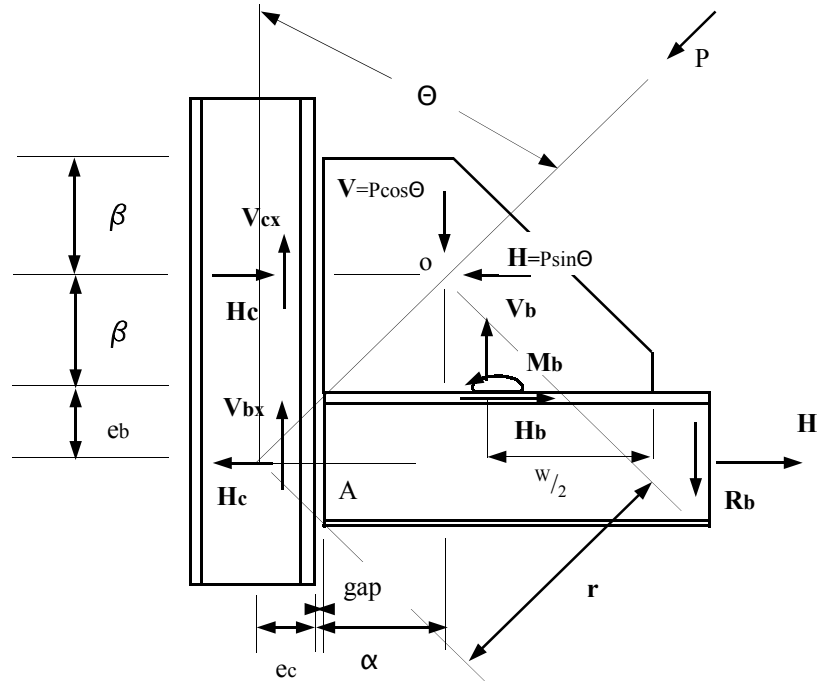 P
Θ
β
V=PcosΘ
Vcx
o
H=PsinΘ
Hc
Vb
β
Mb
Vbx
eb
Hb
H
Hc
A
W/2
Rb
gap
r
ec
α